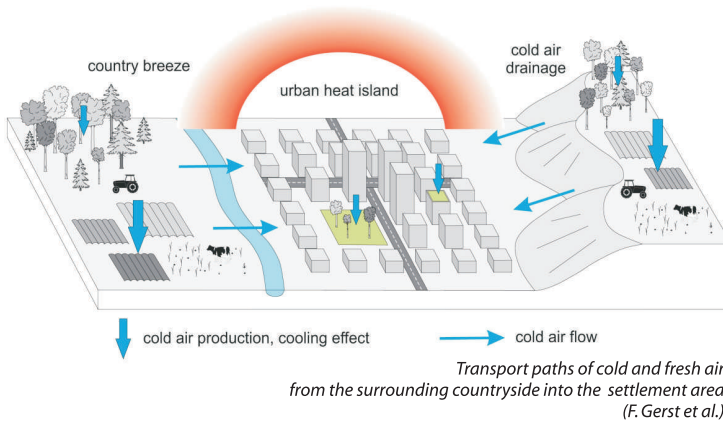 country breeze
urban heat island
cold air
drainage
cold air production, cooling effect
cold air flow
Transport paths of cold and fresh air
from the surrounding countryside into the settlement area
(F. Gerst et al.)